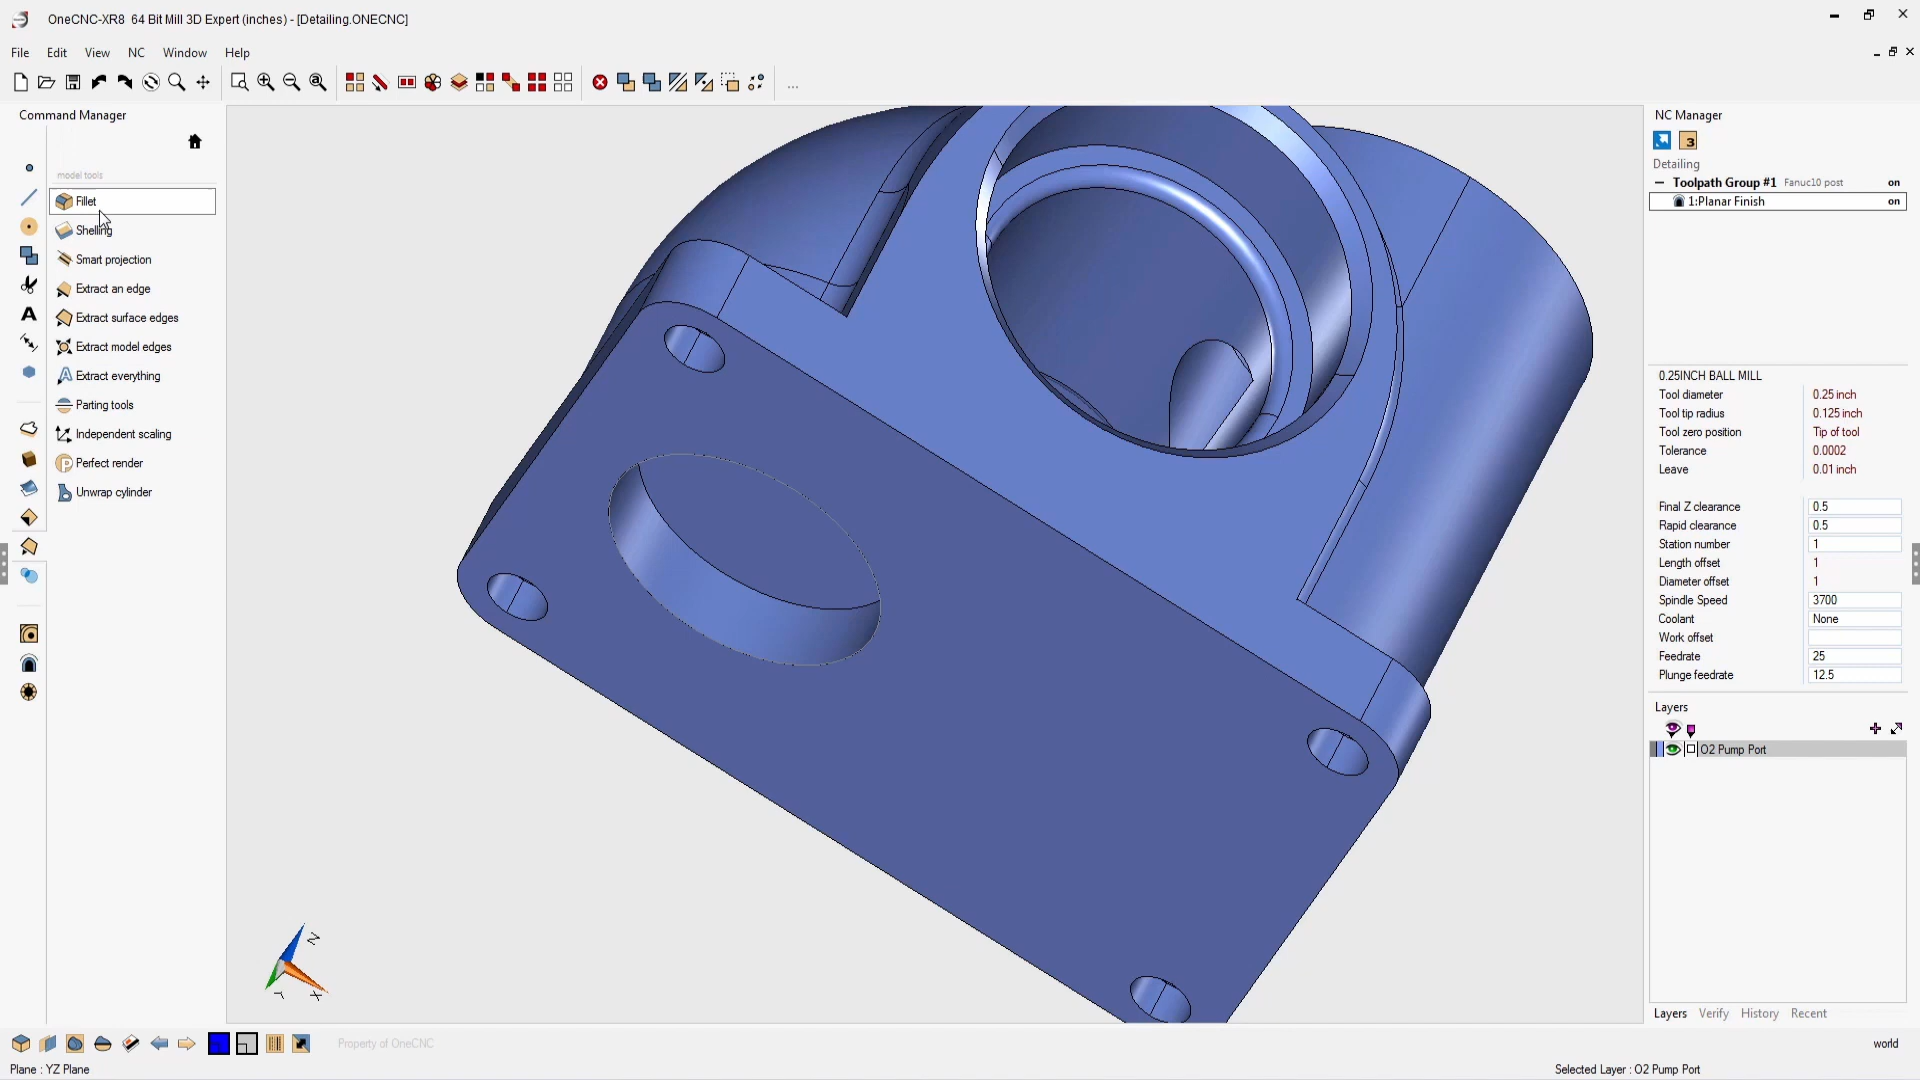 OneCNC-XR8 64 Bit Mill 3D Expert (inches) - [Detailing.ONECNC]
File Edit View NC Window Help
...
Command Manager
model tools
Fillet
Shelling
Smart projection
Extract an edge
Extract surface edges
Extract model edges
Extract everything
Parting tools
Independent scaling
Perfect render
Unwrap cylinder
A
Z
Y
X
NC Manager
3
Detailing
Toolpath Group #1 Fanuc10 post on
1:Planar Finish on
0.25INCH BALL MILL
Tool diameter 0.25 inch
Tool tip radius 0.125 inch
Tool zero position Tip of tool
Tolerance 0.0002
Leave 0.01 inch
Final Z clearance 0.5
Rapid clearance 0.5
Station number 1
Length offset 1
Diameter offset 1
Spindle Speed 3700
Coolant None
Work offset
Feedrate 25
Plunge feedrate 12.5
Layers
O2 Pump Port
Layers Verify History Recent
Property of OneCNC
world
Plane : YZ Plane
Selected Layer : O2 Pump Port